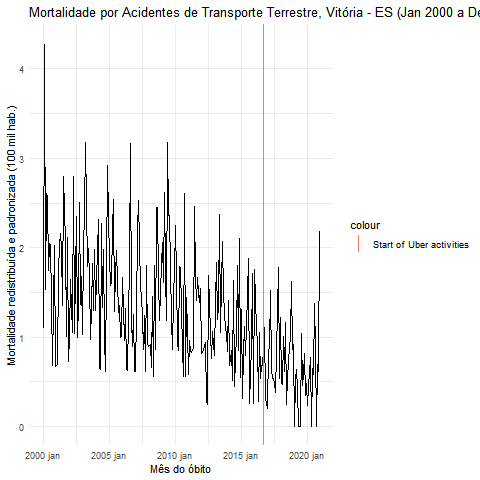 Mortalidade por Acidentes de Transporte Terrestre, Vitória - ES (Jan 2000 a De
Mortalidade redistribuída e padronizada (100 mil hab.)
4
3
2
1
0
2000 jan
2005 jan
2010 jan
2015 jan
2020 jan
Mês do óbito
colour
Start of Uber activities